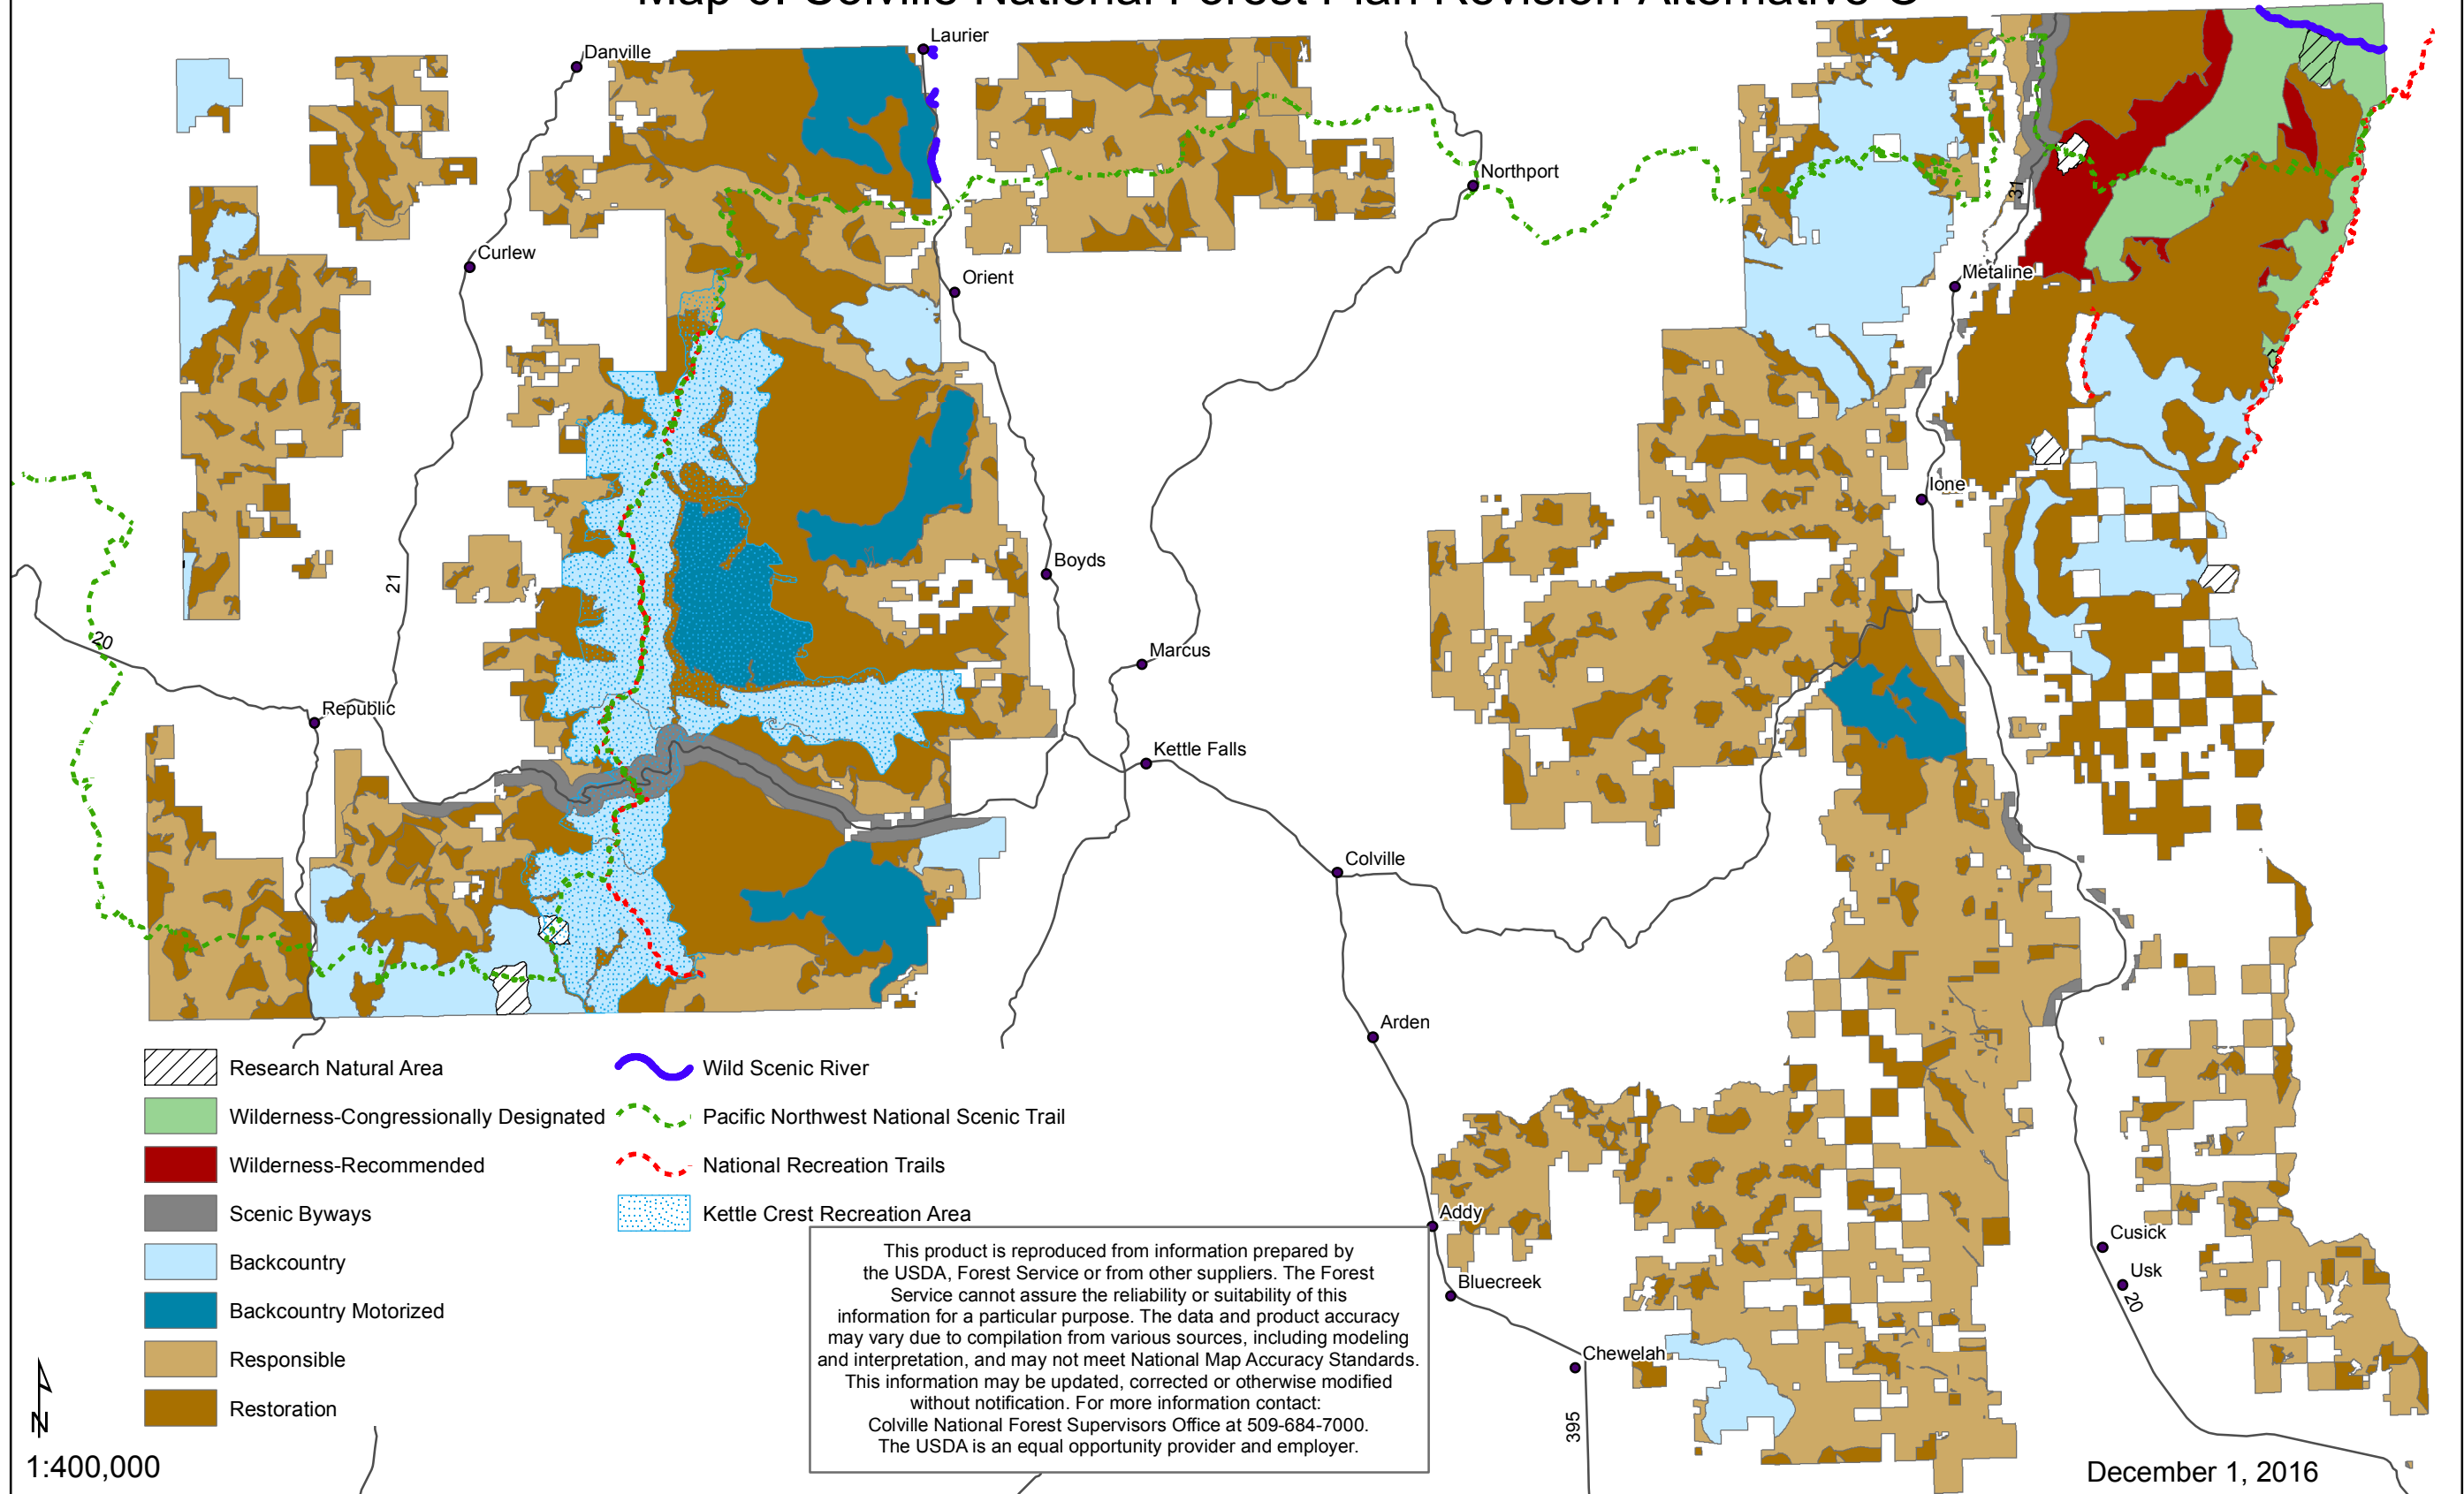 Danville
Laurier
Northport
31
Curlew
Orient
Metaline
Ione
Boyds
21
20
Marcus
Republic
Kettle Falls
Colville
Arden
Research Natural Area
Wilderness-Congressionally Designated
Wilderness-Recommended
Scenic Byways
Backcountry
Backcountry Motorized
Responsible
Restoration
Wild Scenic River
Pacific Northwest National Scenic Trail
National Recreation Trails
Kettle Crest Recreation Area
Addy
Cusick
Usk
20
Bluecreek
Chewelah
395
This product is reproduced from information prepared by
the USDA, Forest Service or from other suppliers. The Forest
Service cannot assure the reliability or suitability of this
information for a particular purpose. The data and product accuracy
may vary due to compilation from various sources, including modeling
and interpretation, and may not meet National Map Accuracy Standards.
This information may be updated, corrected or otherwise modified
without notification. For more information contact:
Colville National Forest Supervisors Office at 509-684-7000.
The USDA is an equal opportunity provider and employer.
N
1:400,000
December 1, 2016